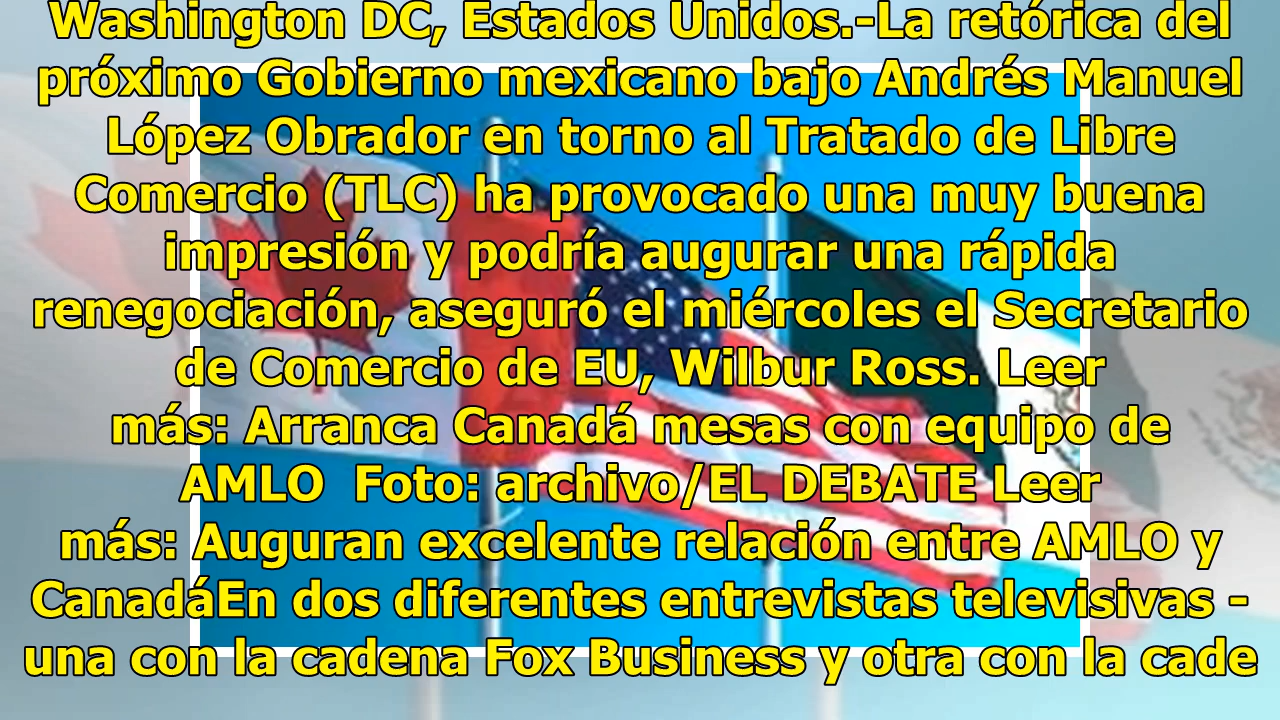 Washington DC, Estados Unidos.-La retórica del
próximo Gobierno mexicano bajo Andrés Manuel
López Obrador en torno al Tratado de Libre
Comercio (TLC) ha provocado una muy buena
impresión y podría augurar una rápida
renegociación, aseguró el miércoles el Secretario
de Comercio de EU, Wilbur Ross. Leer
más: Arranca Canadá mesas con equipo de
AMLO  Foto: archivo/EL DEBATE Leer
más: Auguran excelente relación entre AMLO y
CanadáEn dos diferentes entrevistas televisivas -
una con la cadena Fox Business y otra con la cade